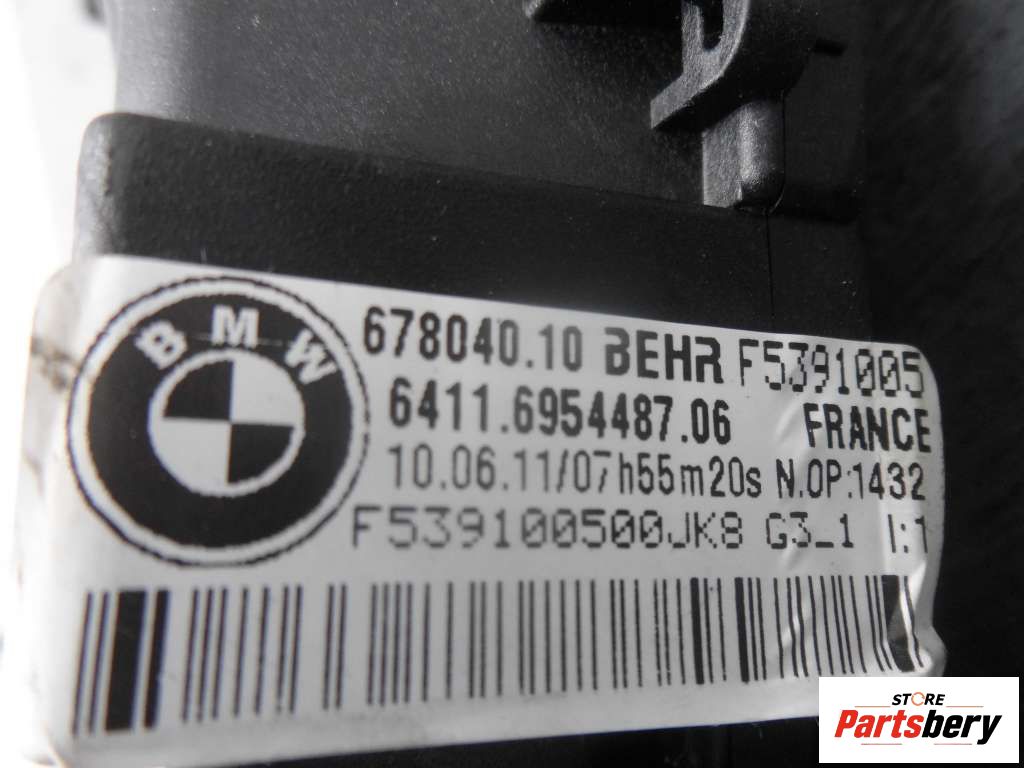 BMW
678040.10 BEHR F5391005
6411.6954487.06 FRANCE
10.06.11/07h55m20s N.OP:1432
F539100500JK8 G3_1 I:1
STORE
Partsbery